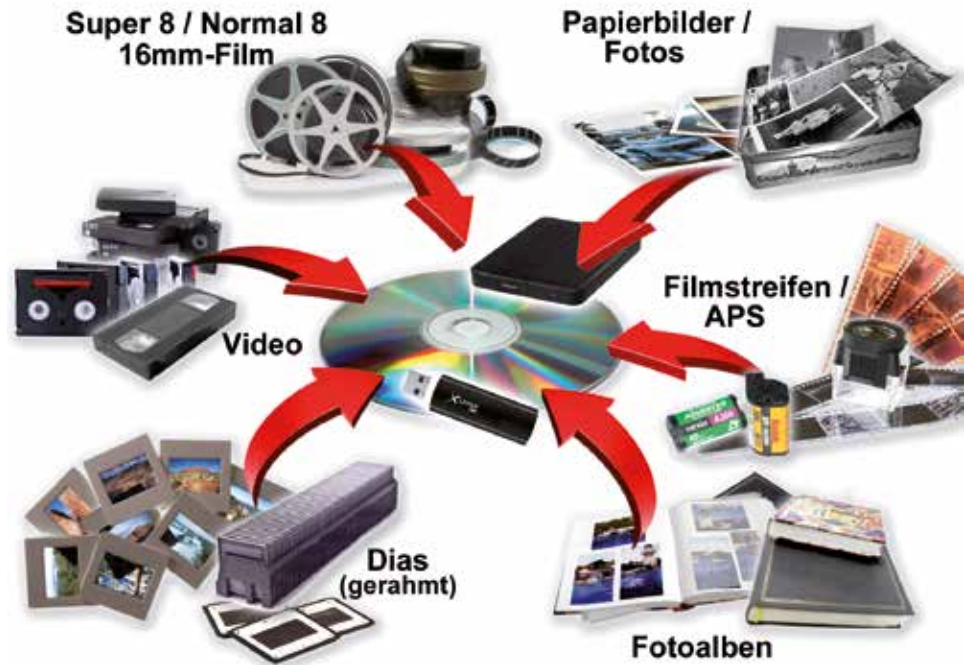 Super 8 / Normal 8
16mm-Film
Papierbilder /
Fotos
Filmstreifen /
APS
Video
Dias
(gerahmt)
Fotoalben